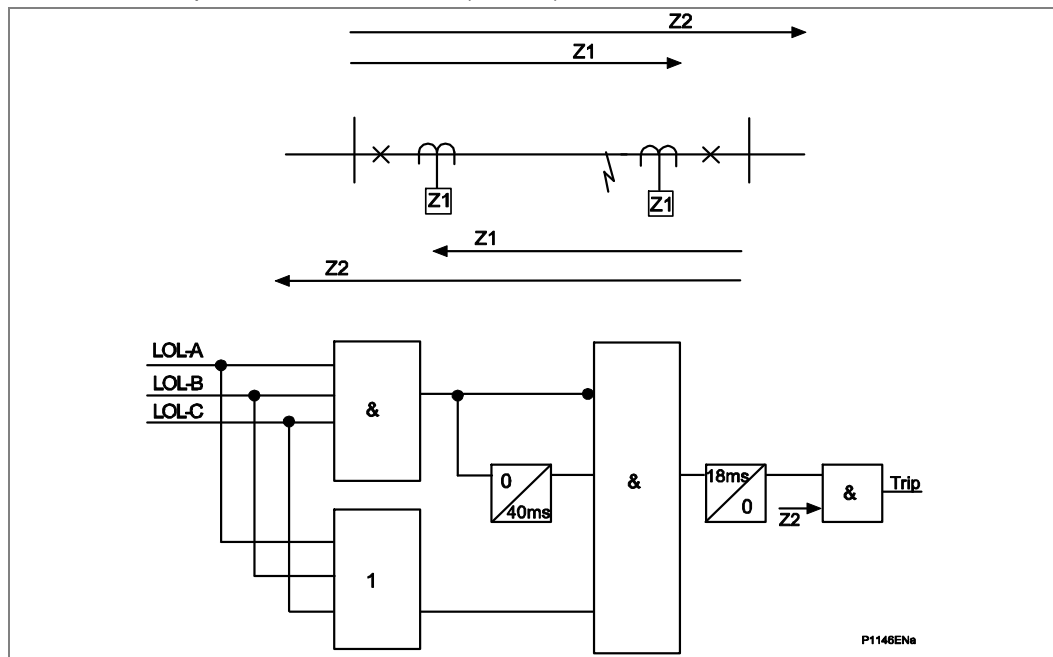 Z2
Z1
Z1
Z1
Z1
Z2
LOL-A
LOL-B
LOL-C
&
0
40ms
1
&
18ms
0
Z2
&
Trip
P1146ENa